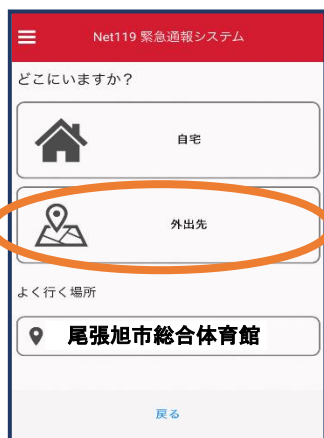 Net119 緊急通報システム
どこにいますか？
自宅
外出先
よく行く場所
尾張旭市総合体育館
戻る